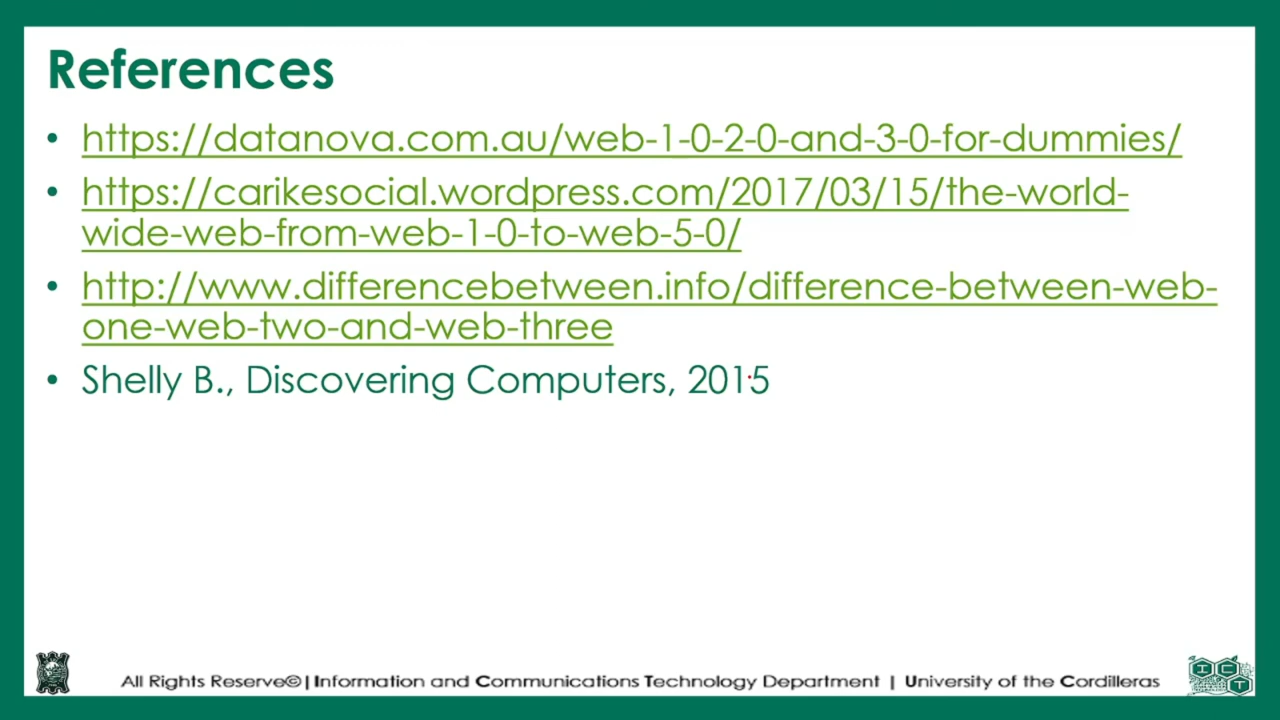 References
• https://datanova.com.au/web-1-0-2-0-and-3-0-for-dummies/
• https://carikesocial.wordpress.com/2017/03/15/the-world-
wide-web-from-web-1-0-to-web-5-0/
• http://www.differencebetween.info/difference-between-web-
one-web-two-and-web-three
• Shelly B., Discovering Computers, 2015
All Rights Reserve©|Information and Communications Technology Department | University of the Cordilleras
I C T